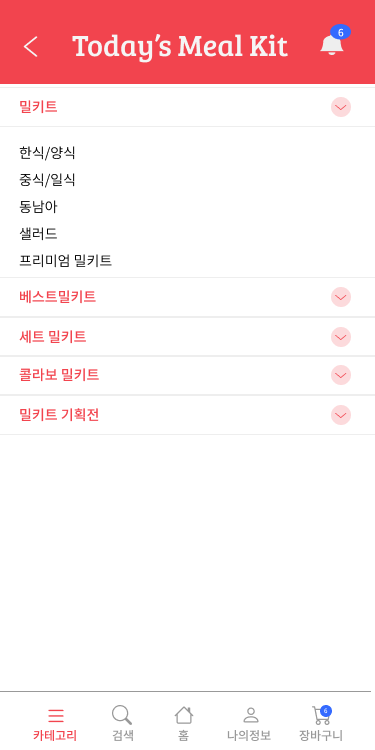 Today's Meal Kit
6
밀키트
한식/양식
중식/일식
동남아
샐러드
프리미엄 밀키트
베스트밀키트
세트 밀키트
콜라보 밀키트
밀키트 기획전
6
카테고리 검색 홈 나의정보 장바구니